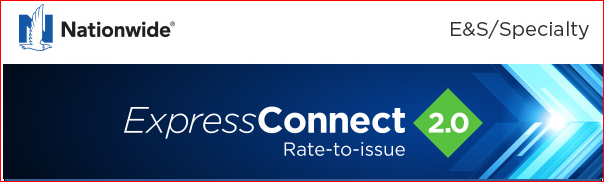 Nationwide®
E&S/Specialty
ExpressConnect 2.0
Rate-to-issue